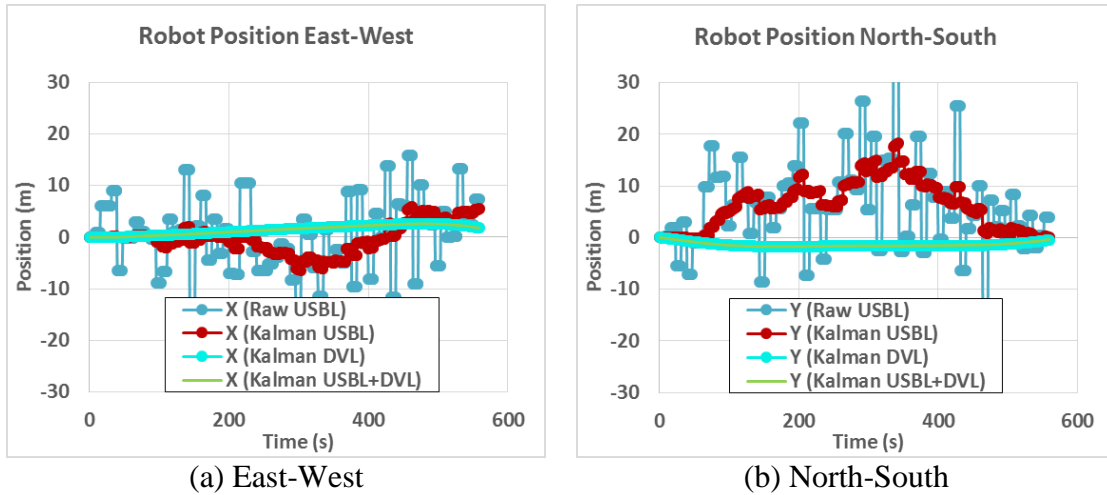 Robot Position East-West
30
20
10
0
-10
-20
-30
Position (m)
X (Raw USBL)
X (Kalman USBL)
X (Kalman DVL)
X (Kalman USBL+DVL)
0
200
400
600
Time (s)
(a) East-West
Robot Position North-South
30
20
10
0
-10
-20
-30
Position (m)
Y (Raw USBL)
Y (Kalman USBL)
Y (Kalman DVL)
Y (Kalman USBL+DVL)
0
200
400
600
Time (s)
(b) North-South